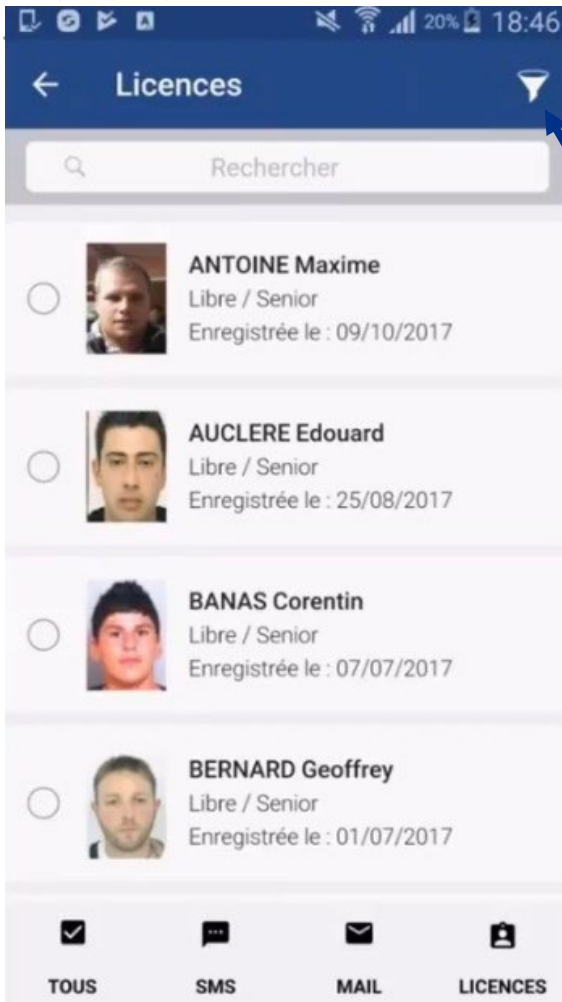 20% 18:46
Licences
Rechercher
ANTOINE Maxime
Libre / Senior
Enregistrée le : 09/10/2017
AUCLERE Edouard
Libre / Senior
Enregistrée le : 25/08/2017
BANAS Corentin
Libre / Senior
Enregistrée le : 07/07/2017
BERNARD Geoffrey
Libre / Senior
Enregistrée le : 01/07/2017
TOUS SMS MAIL LICENCES